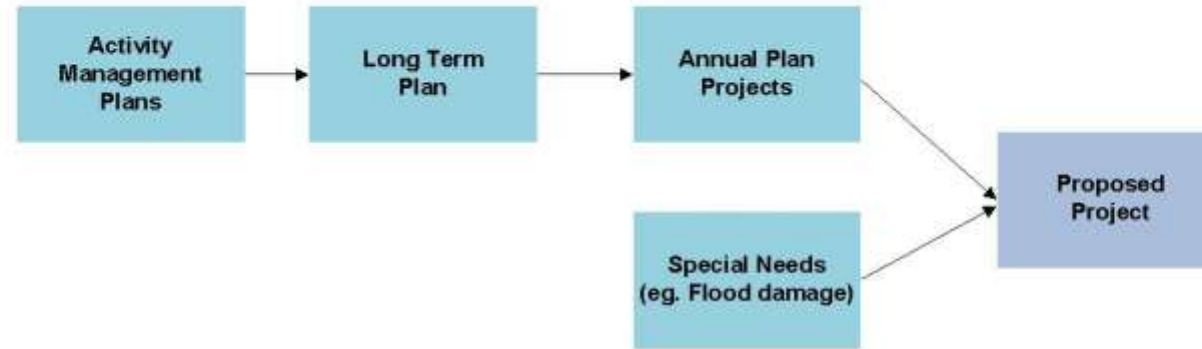 Activity
Management
Plans
Long Term
Plan
Annual Plan
Projects
Proposed
Project
Special Needs
(eg. Flood damage)